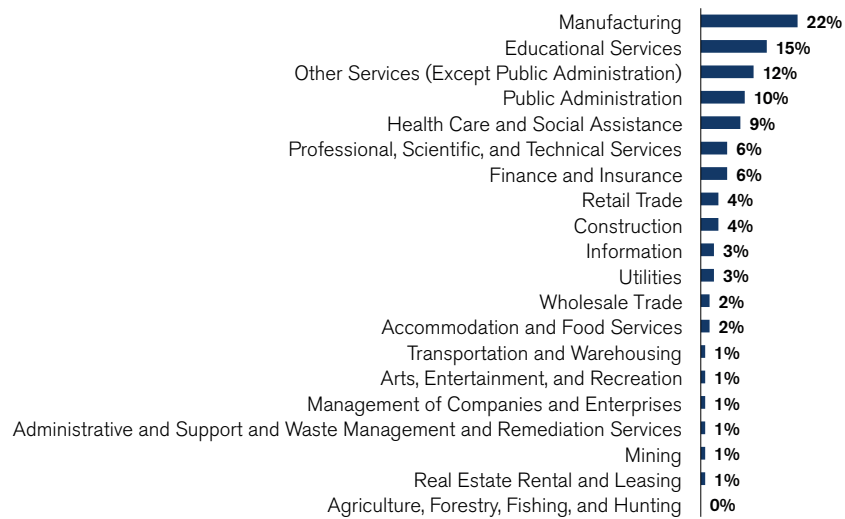 Manufacturing 22%
Educational Services 15%
Other Services (Except Public Administration) 12%
Public Administration 10%
Health Care and Social Assistance 9%
Professional, Scientific, and Technical Services 6%
Finance and Insurance 6%
Retail Trade 4%
Construction 4%
Information 3%
Utilities 3%
Wholesale Trade 2%
Accommodation and Food Services 2%
Transportation and Warehousing 1%
Arts, Entertainment, and Recreation 1%
Management of Companies and Enterprises 1%
Administrative and Support and Waste Management and Remediation Services 1%
Mining 1%
Real Estate Rental and Leasing 1%
Agriculture, Forestry, Fishing, and Hunting 0%